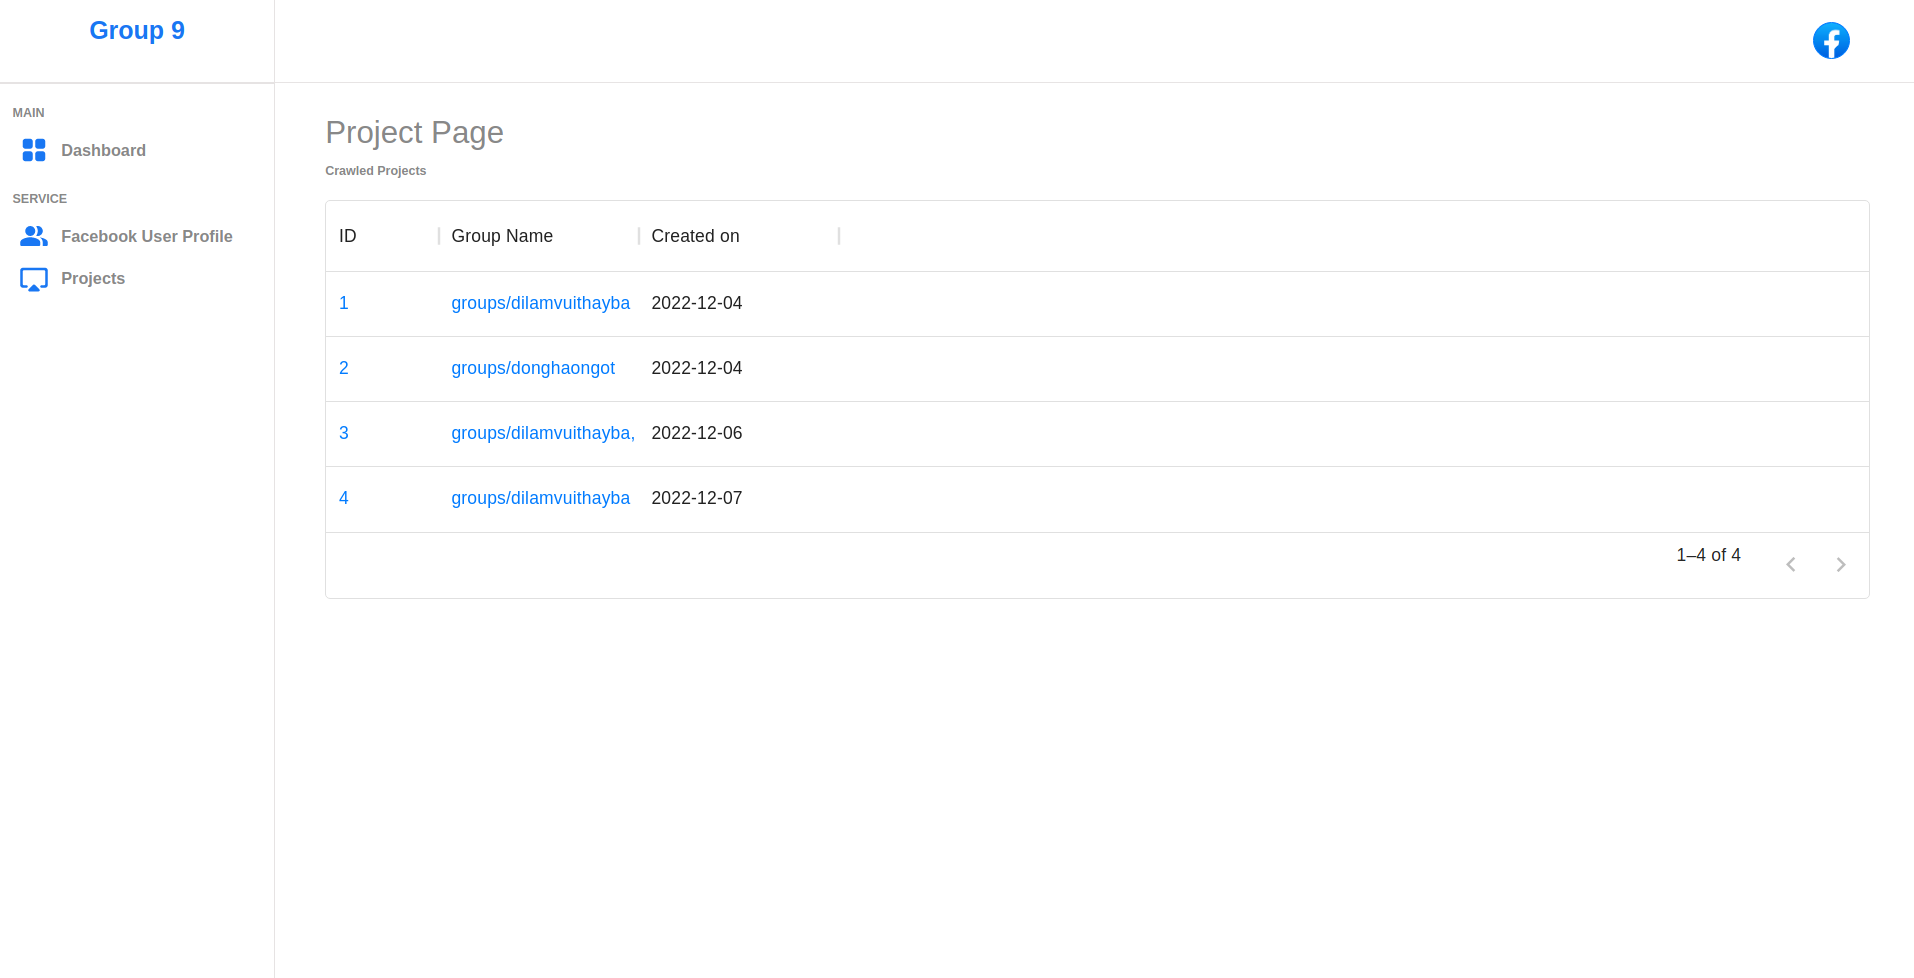 Group 9
MAIN
Dashboard
SERVICE
Facebook User Profile
Projects
Project Page
Crawled Projects
ID Group Name Created on
1 groups/dilamvuithayba 2022-12-04
2 groups/donghaongot 2022-12-04
3 groups/dilamvuithayba, 2022-12-06
4 groups/dilamvuithayba 2022-12-07
1–4 of 4